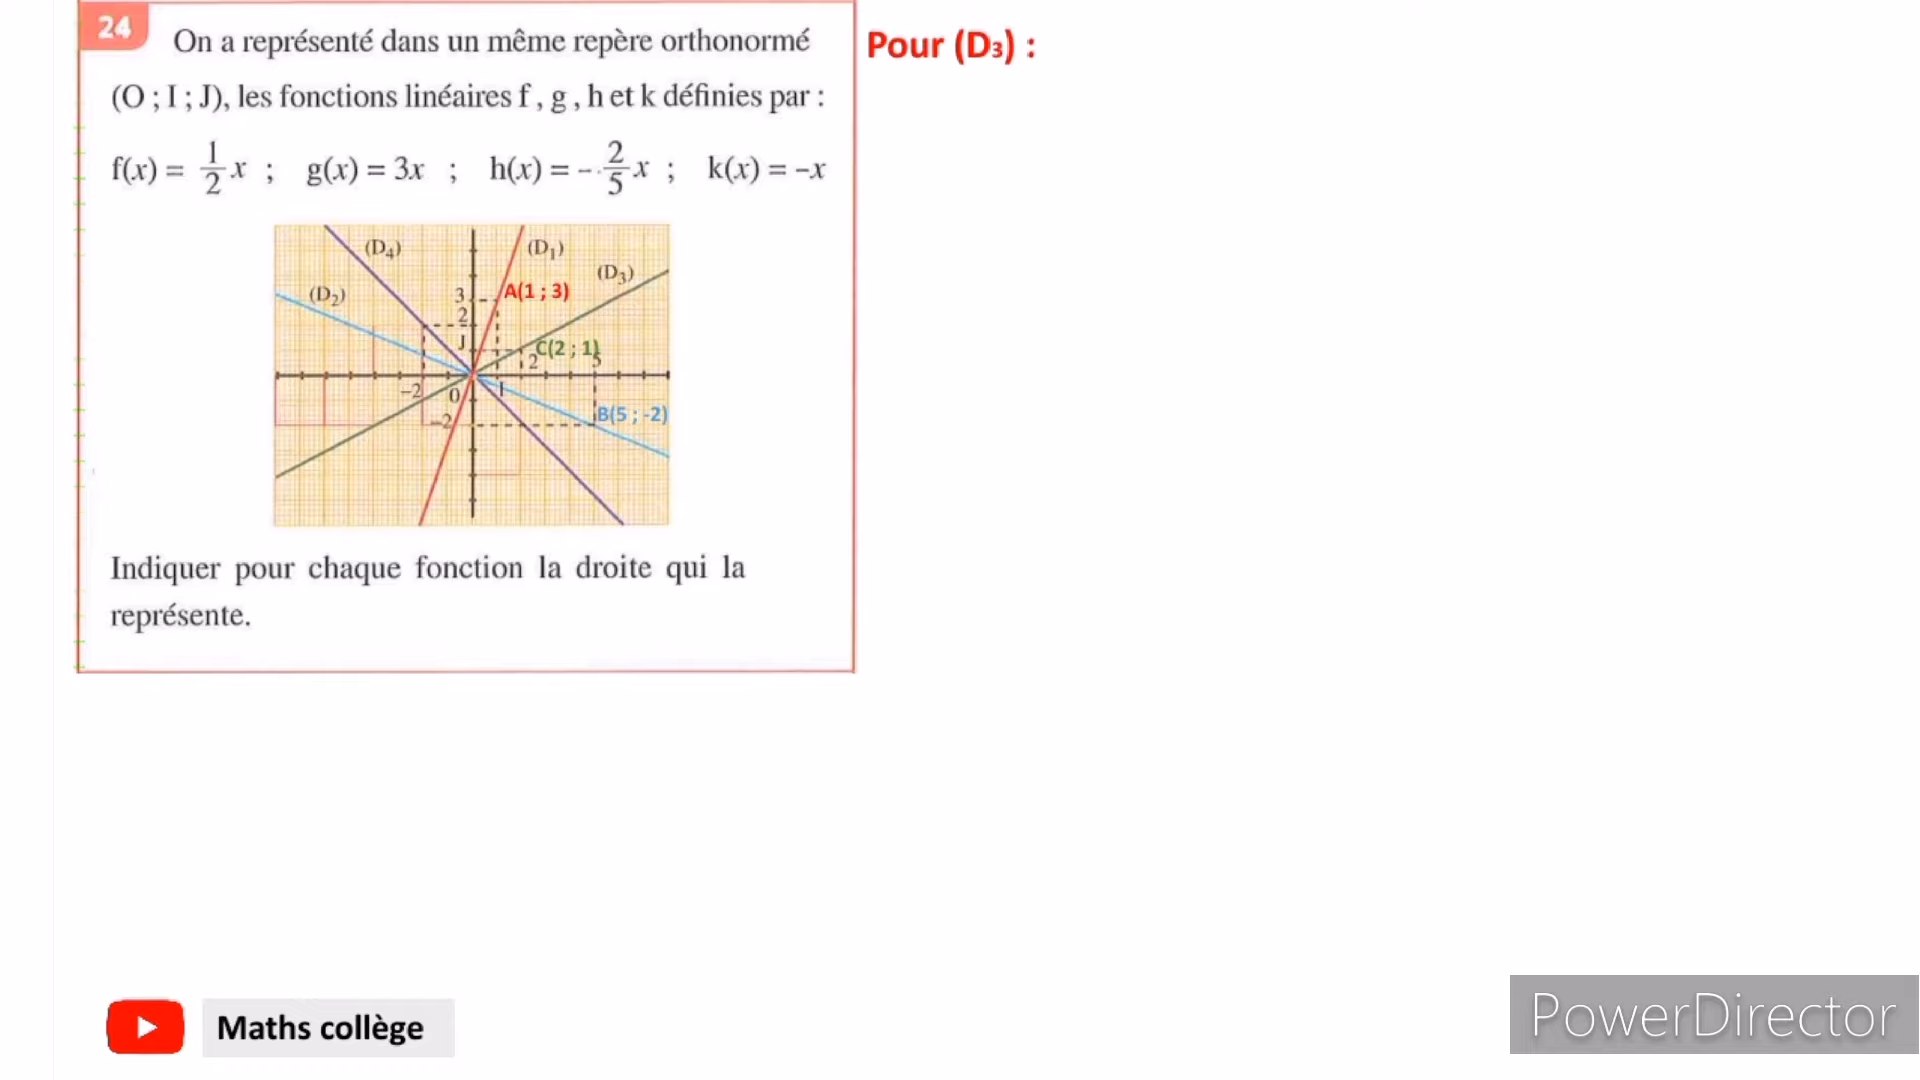 24
On a représenté dans un même repère orthonormé
(O ; I ; J), les fonctions linéaires f , g , h et k définies par :
f(x) = 1/2 x ; g(x) = 3x ; h(x) = - 2/5 x ; k(x) = –x
(D₄)
(D₁)
(D₃)
(D₂)
3
A(1 ; 3)
2
J
C(2 ; 1)
2
5
–2
0
I
–2
B(5 ; -2)
Indiquer pour chaque fonction la droite qui la
représente.
Pour (D₃) :
Maths collège
PowerDirector